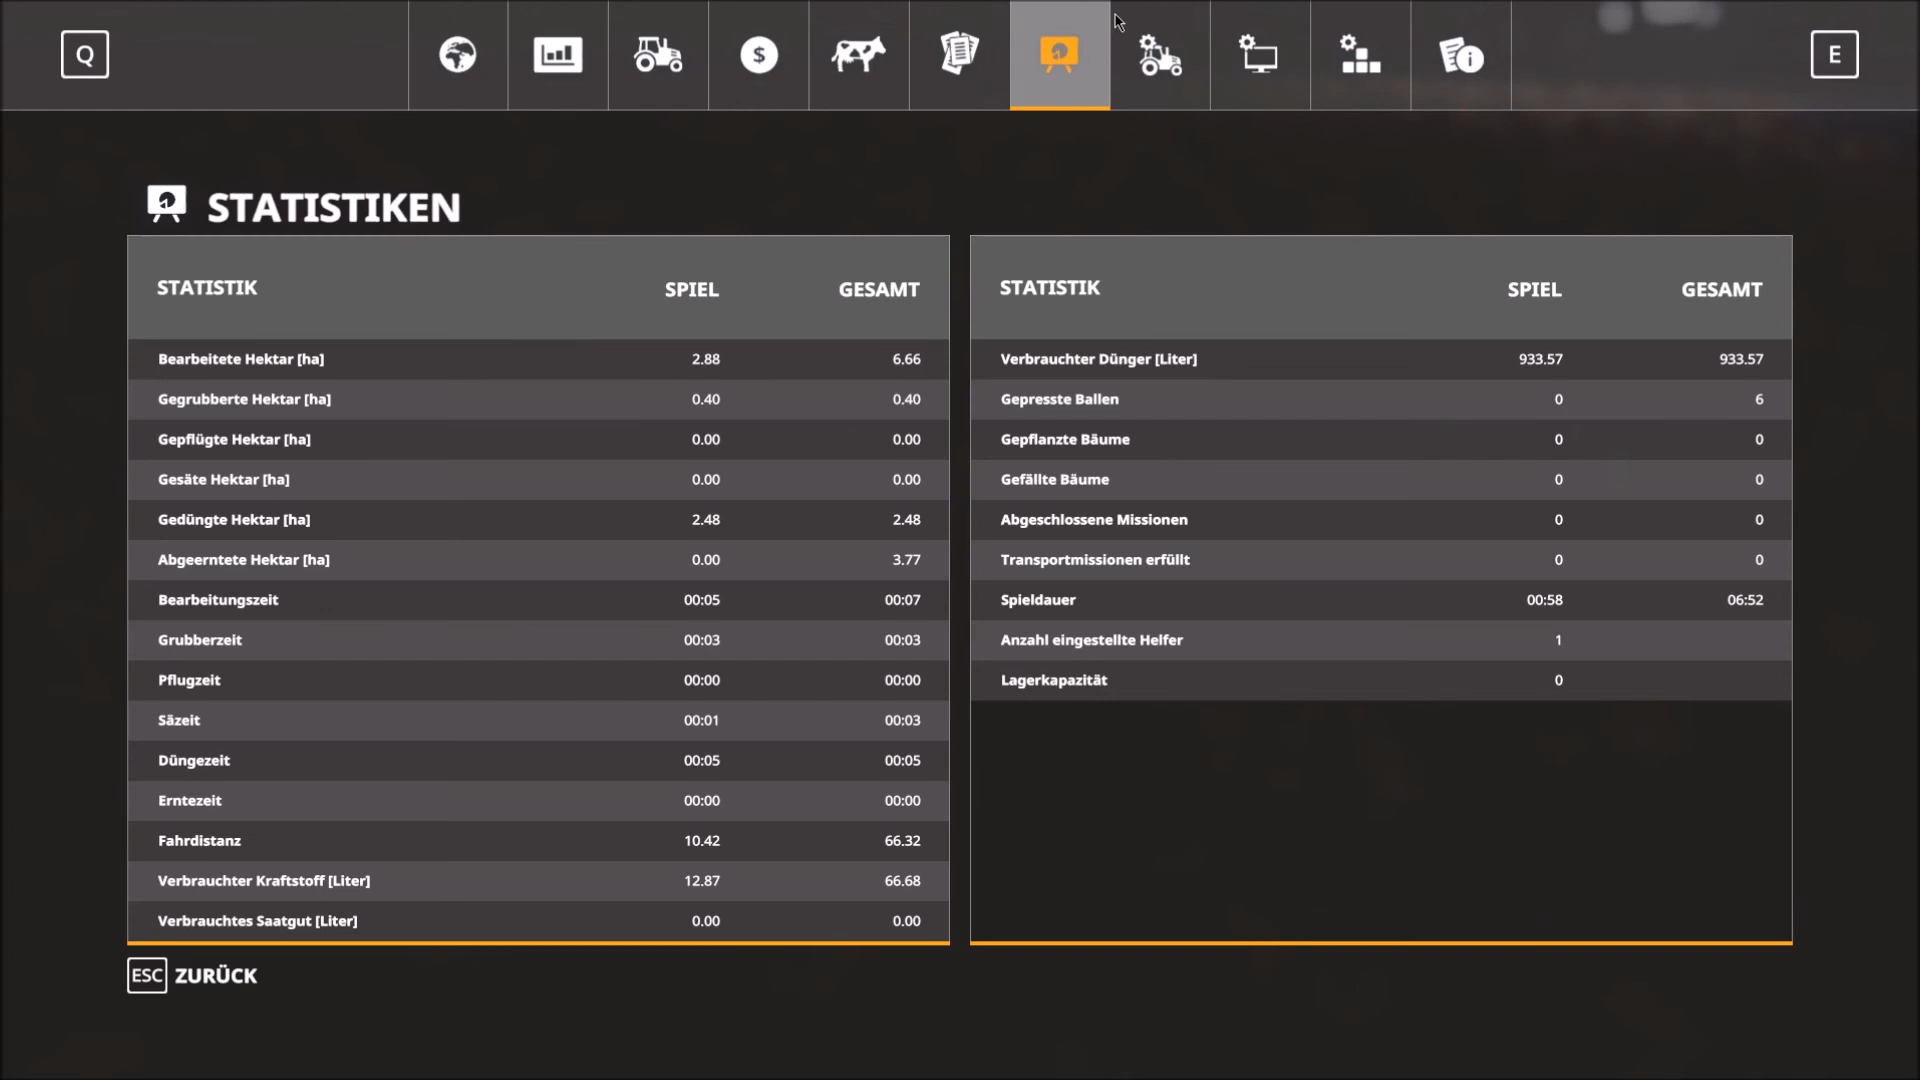 Q
$
E
STATISTIKEN
STATISTIK SPIEL GESAMT
Bearbeitete Hektar [ha] 2.88 6.66
Gegrubberte Hektar [ha] 0.40 0.40
Gepflügte Hektar [ha] 0.00 0.00
Gesäte Hektar [ha] 0.00 0.00
Gedüngte Hektar [ha] 2.48 2.48
Abgeerntete Hektar [ha] 0.00 3.77
Bearbeitungszeit 00:05 00:07
Grubberzeit 00:03 00:03
Pflugzeit 00:00 00:00
Säzeit 00:01 00:03
Düngezeit 00:05 00:05
Erntezeit 00:00 00:00
Fahrdistanz 10.42 66.32
Verbrauchter Kraftstoff [Liter] 12.87 66.68
Verbrauchtes Saatgut [Liter] 0.00 0.00
STATISTIK SPIEL GESAMT
Verbrauchter Dünger [Liter] 933.57 933.57
Gepresste Ballen 0 6
Gepflanzte Bäume 0 0
Gefällte Bäume 0 0
Abgeschlossene Missionen 0 0
Transportmissionen erfüllt 0 0
Spieldauer 00:58 06:52
Anzahl eingestellte Helfer 1
Lagerkapazität 0
ESC ZURÜCK